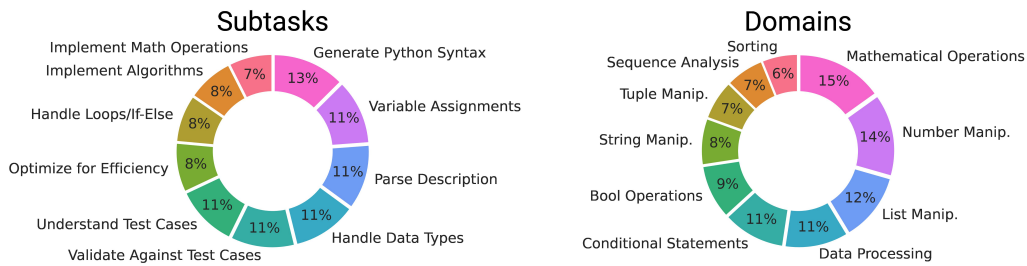 Subtasks
Implement Math Operations
7%
Generate Python Syntax
13%
Implement Algorithms
8%
Variable Assignments
11%
Handle Loops/If-Else
8%
Parse Description
11%
Optimize for Efficiency
8%
Handle Data Types
11%
Understand Test Cases
11%
Validate Against Test Cases
11%
Domains
Sorting
6%
Mathematical Operations
15%
Sequence Analysis
7%
Number Manip.
14%
Tuple Manip.
7%
List Manip.
12%
String Manip.
8%
Data Processing
11%
Bool Operations
9%
Conditional Statements
11%